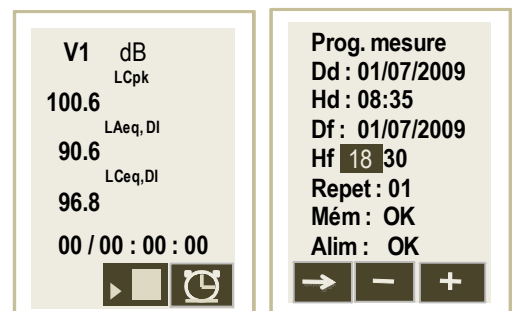 V1 dB
LCpk
100.6
LAeq, DI
90.6
LCeq,DI
96.8
00 / 00 : 00 : 00
Prog. mesure
Dd : 01/07/2009
Hd : 08:35
Df : 01/07/2009
Hf 18 30
Repet : 01
Mém : OK
Alim : OK